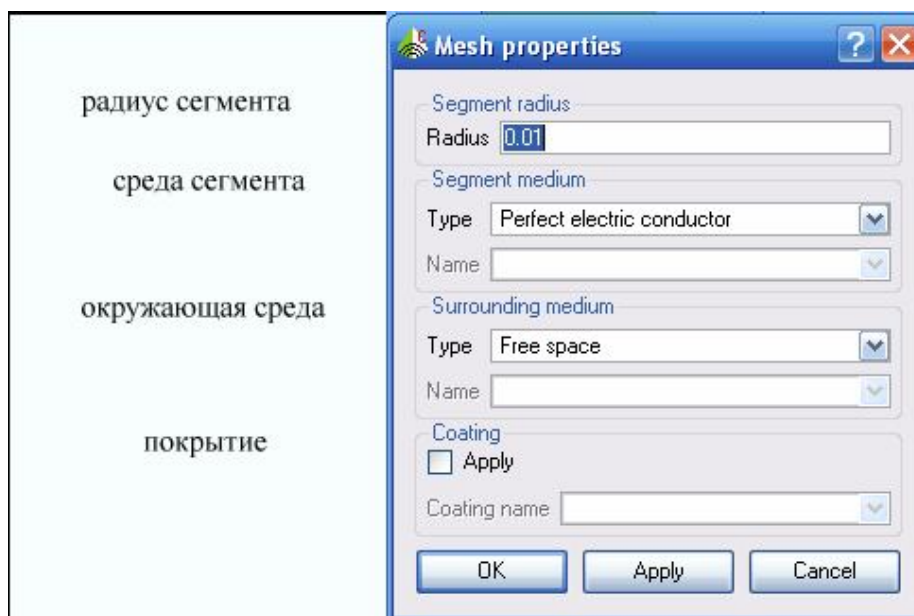 радиус сегмента
среда сегмента
окружающая среда
покрытие
Mesh properties
Segment radius
Radius 0.01
Segment medium
Type Perfect electric conductor
Name
Surrounding medium
Type Free space
Name
Coating
Apply
Coating name
OK Apply Cancel